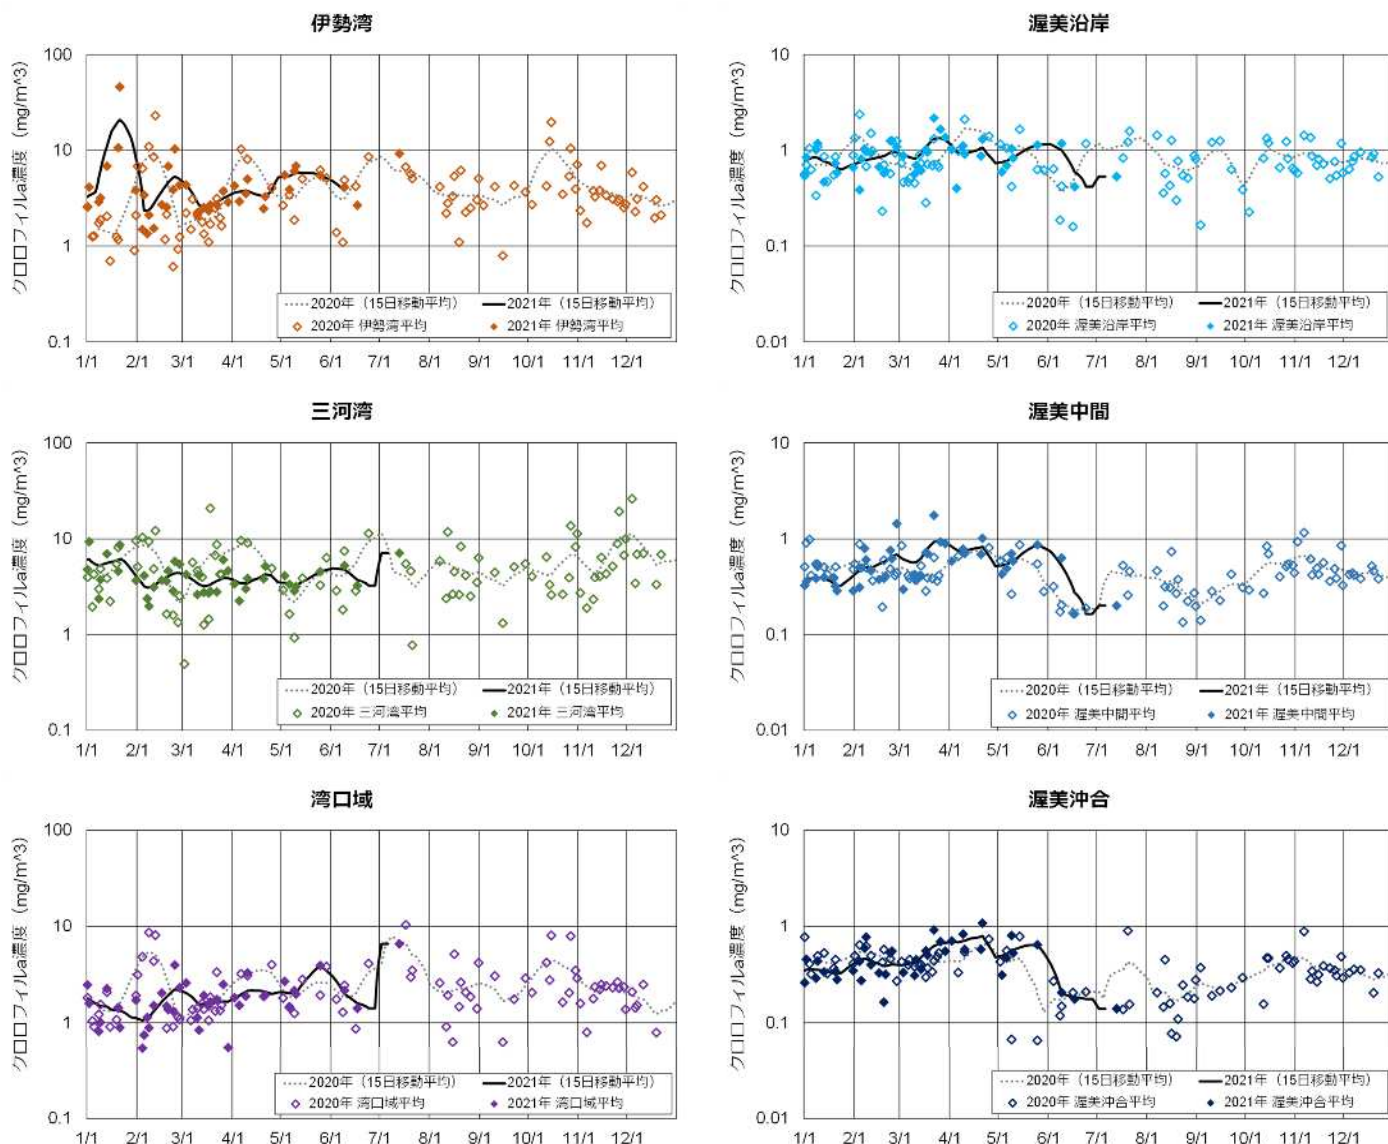 伊勢湾
クロロフィルa濃度（mg/m^3）
100
10
1
0.1
2020年（15日移動平均） 2021年（15日移動平均）
2020年 伊勢湾平均 2021年 伊勢湾平均
1/1 2/1 3/1 4/1 5/1 6/1 7/1 8/1 9/1 10/1 11/1 12/1
渥美沿岸
クロロフィルa濃度（mg/m^3）
10
1
0.1
0.01
2020年（15日移動平均） 2021年（15日移動平均）
2020年 渥美沿岸平均 2021年 渥美沿岸平均
1/1 2/1 3/1 4/1 5/1 6/1 7/1 8/1 9/1 10/1 11/1 12/1
三河湾
クロロフィルa濃度（mg/m^3）
100
10
1
0.1
2020年（15日移動平均） 2021年（15日移動平均）
2020年 三河湾平均 2021年 三河湾平均
1/1 2/1 3/1 4/1 5/1 6/1 7/1 8/1 9/1 10/1 11/1 12/1
渥美中間
クロロフィルa濃度（mg/m^3）
10
1
0.1
0.01
2020年（15日移動平均） 2021年（15日移動平均）
2020年 渥美中間平均 2021年 渥美中間平均
1/1 2/1 3/1 4/1 5/1 6/1 7/1 8/1 9/1 10/1 11/1 12/1
湾口域
クロロフィルa濃度（mg/m^3）
100
10
1
0.1
2020年（15日移動平均） 2021年（15日移動平均）
2020年 湾口域平均 2021年 湾口域平均
1/1 2/1 3/1 4/1 5/1 6/1 7/1 8/1 9/1 10/1 11/1 12/1
渥美沖合
クロロフィルa濃度（mg/m^3）
10
1
0.1
0.01
2020年（15日移動平均） 2021年（15日移動平均）
2020年 渥美沖合平均 2021年 渥美沖合平均
1/1 2/1 3/1 4/1 5/1 6/1 7/1 8/1 9/1 10/1 11/1 12/1